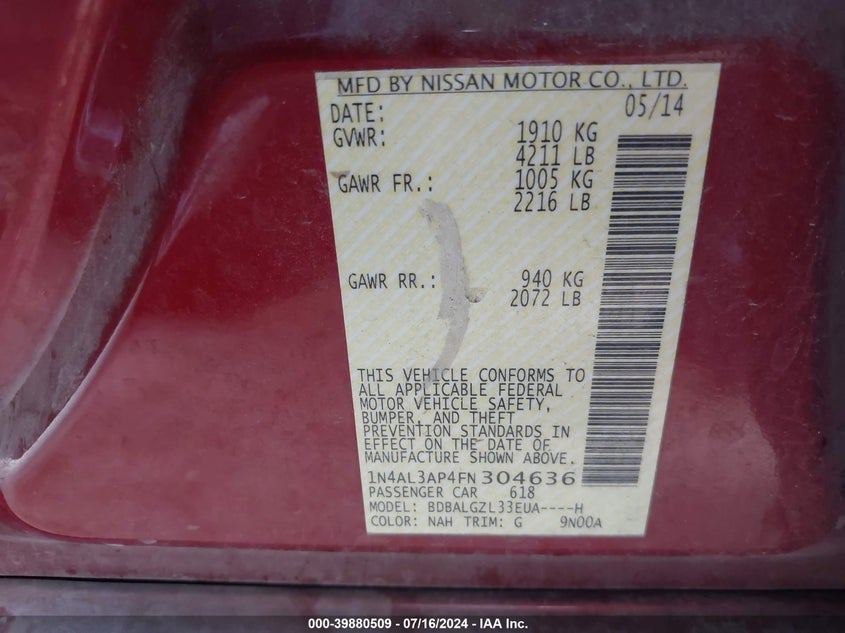 MFD BY NISSAN MOTOR CO., LTD.
DATE: 05/14
GVWR: 1910 KG
4211 LB
GAWR FR.: 1005 KG
2216 LB
GAWR RR.: 940 KG
2072 LB
THIS VEHICLE CONFORMS TO
ALL APPLICABLE FEDERAL
MOTOR VEHICLE SAFETY,
BUMPER, AND THEFT
PREVENTION STANDARDS IN
EFFECT ON THE DATE OF
MANUFACTURE SHOWN ABOVE.
1N4AL3AP4FN304636
PASSENGER CAR 618
MODEL: BDBALGZL33EUA----H
COLOR: NAH TRIM: G 9N00A
000-39880509 - 07/16/2024 - IAA Inc.